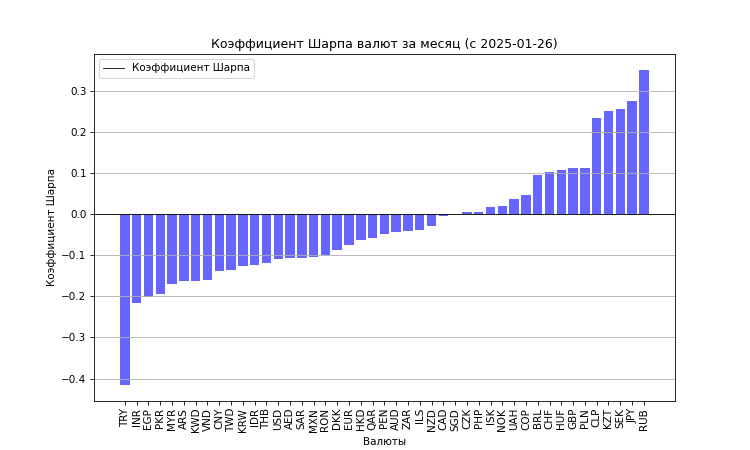 Коэффициент Шарпа валют за месяц (с 2025-01-26)
Коэффициент Шарпа
Коэффициент Шарпа
0.3
0.2
0.1
0.0
−0.1
−0.2
−0.3
−0.4
TRY
INR
EGP
PKR
MYR
ARS
KWD
VND
CNY
TWD
KRW
IDR
THB
USD
AED
SAR
MXN
RON
DKK
EUR
HKD
QAR
PEN
AUD
ZAR
ILS
NZD
CAD
SGD
CZK
PHP
ISK
NOK
UAH
COP
BRL
CHF
HUF
GBP
PLN
CLP
KZT
SEK
JPY
RUB
Валюты